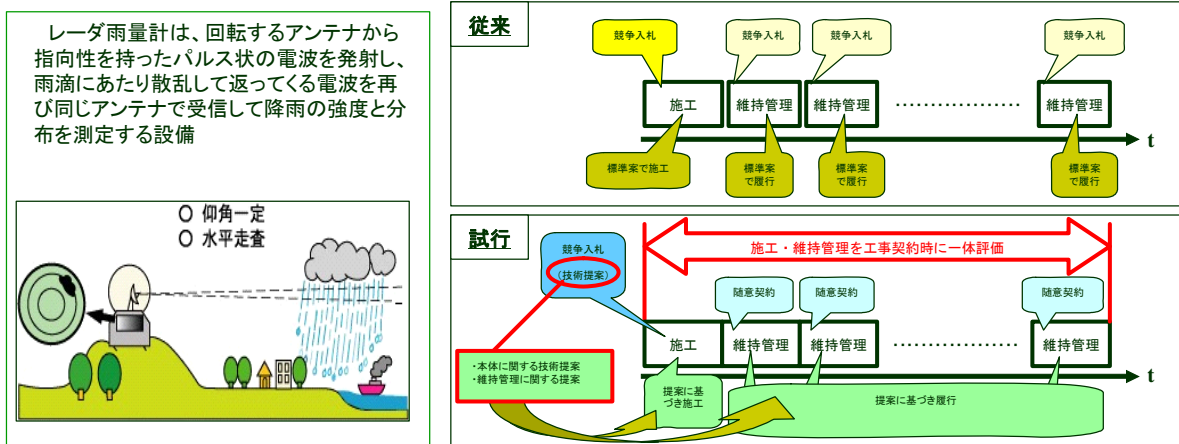 レーダ雨量計は、回転するアンテナから
指向性を持ったパルス状の電波を発射し、
雨滴にあたり散乱して返ってくる電波を再
び同じアンテナで受信して降雨の強度と分
布を測定する設備
○ 仰角一定
○ 水平走査
従来
競争入札
競争入札
競争入札
競争入札
施工
維持管理
維持管理
維持管理
t
標準案で施工
標準案
で履行
標準案
で履行
標準案
で履行
試行
競争入札
(技術提案)
施工・維持管理を工事契約時に一体評価
随意契約
随意契約
随意契約
施工
維持管理
維持管理
維持管理
t
・本体に関する技術提案
・維持管理に関する提案
提案に基
づき施工
提案に基づき履行